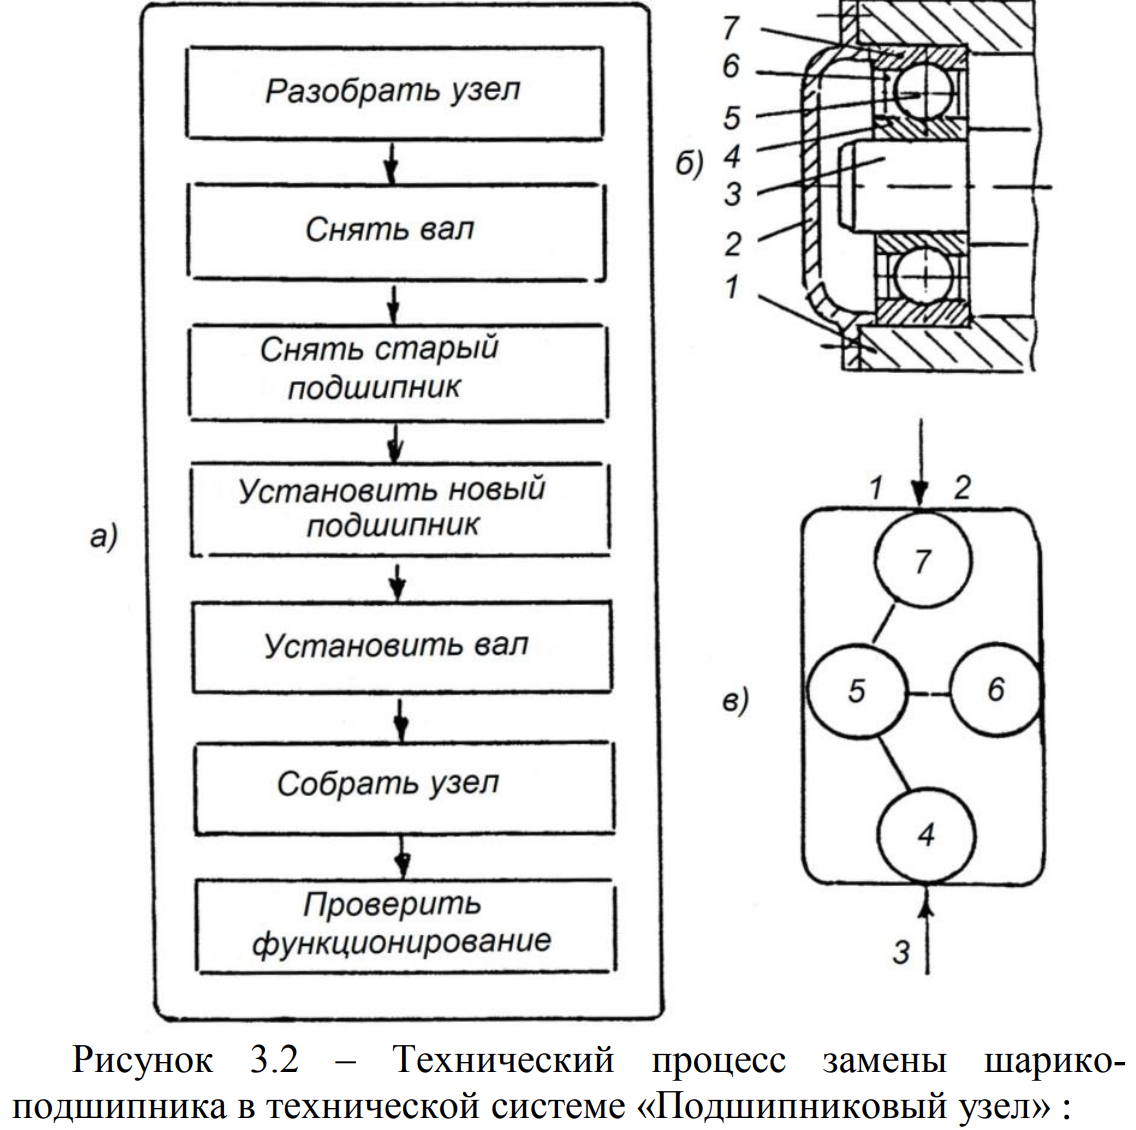 Разобрать узел
Снять вал
Снять старый
подшипник
Установить новый
подшипник
Установить вал
Собрать узел
Проверить
функционирование
а)
7
6
5
4
3
2
1
б)
1 2
7
5 6
4
3
в)
Рисунок 3.2 – Технический процесс замены шарико-
подшипника в технической системе «Подшипниковый узел» :